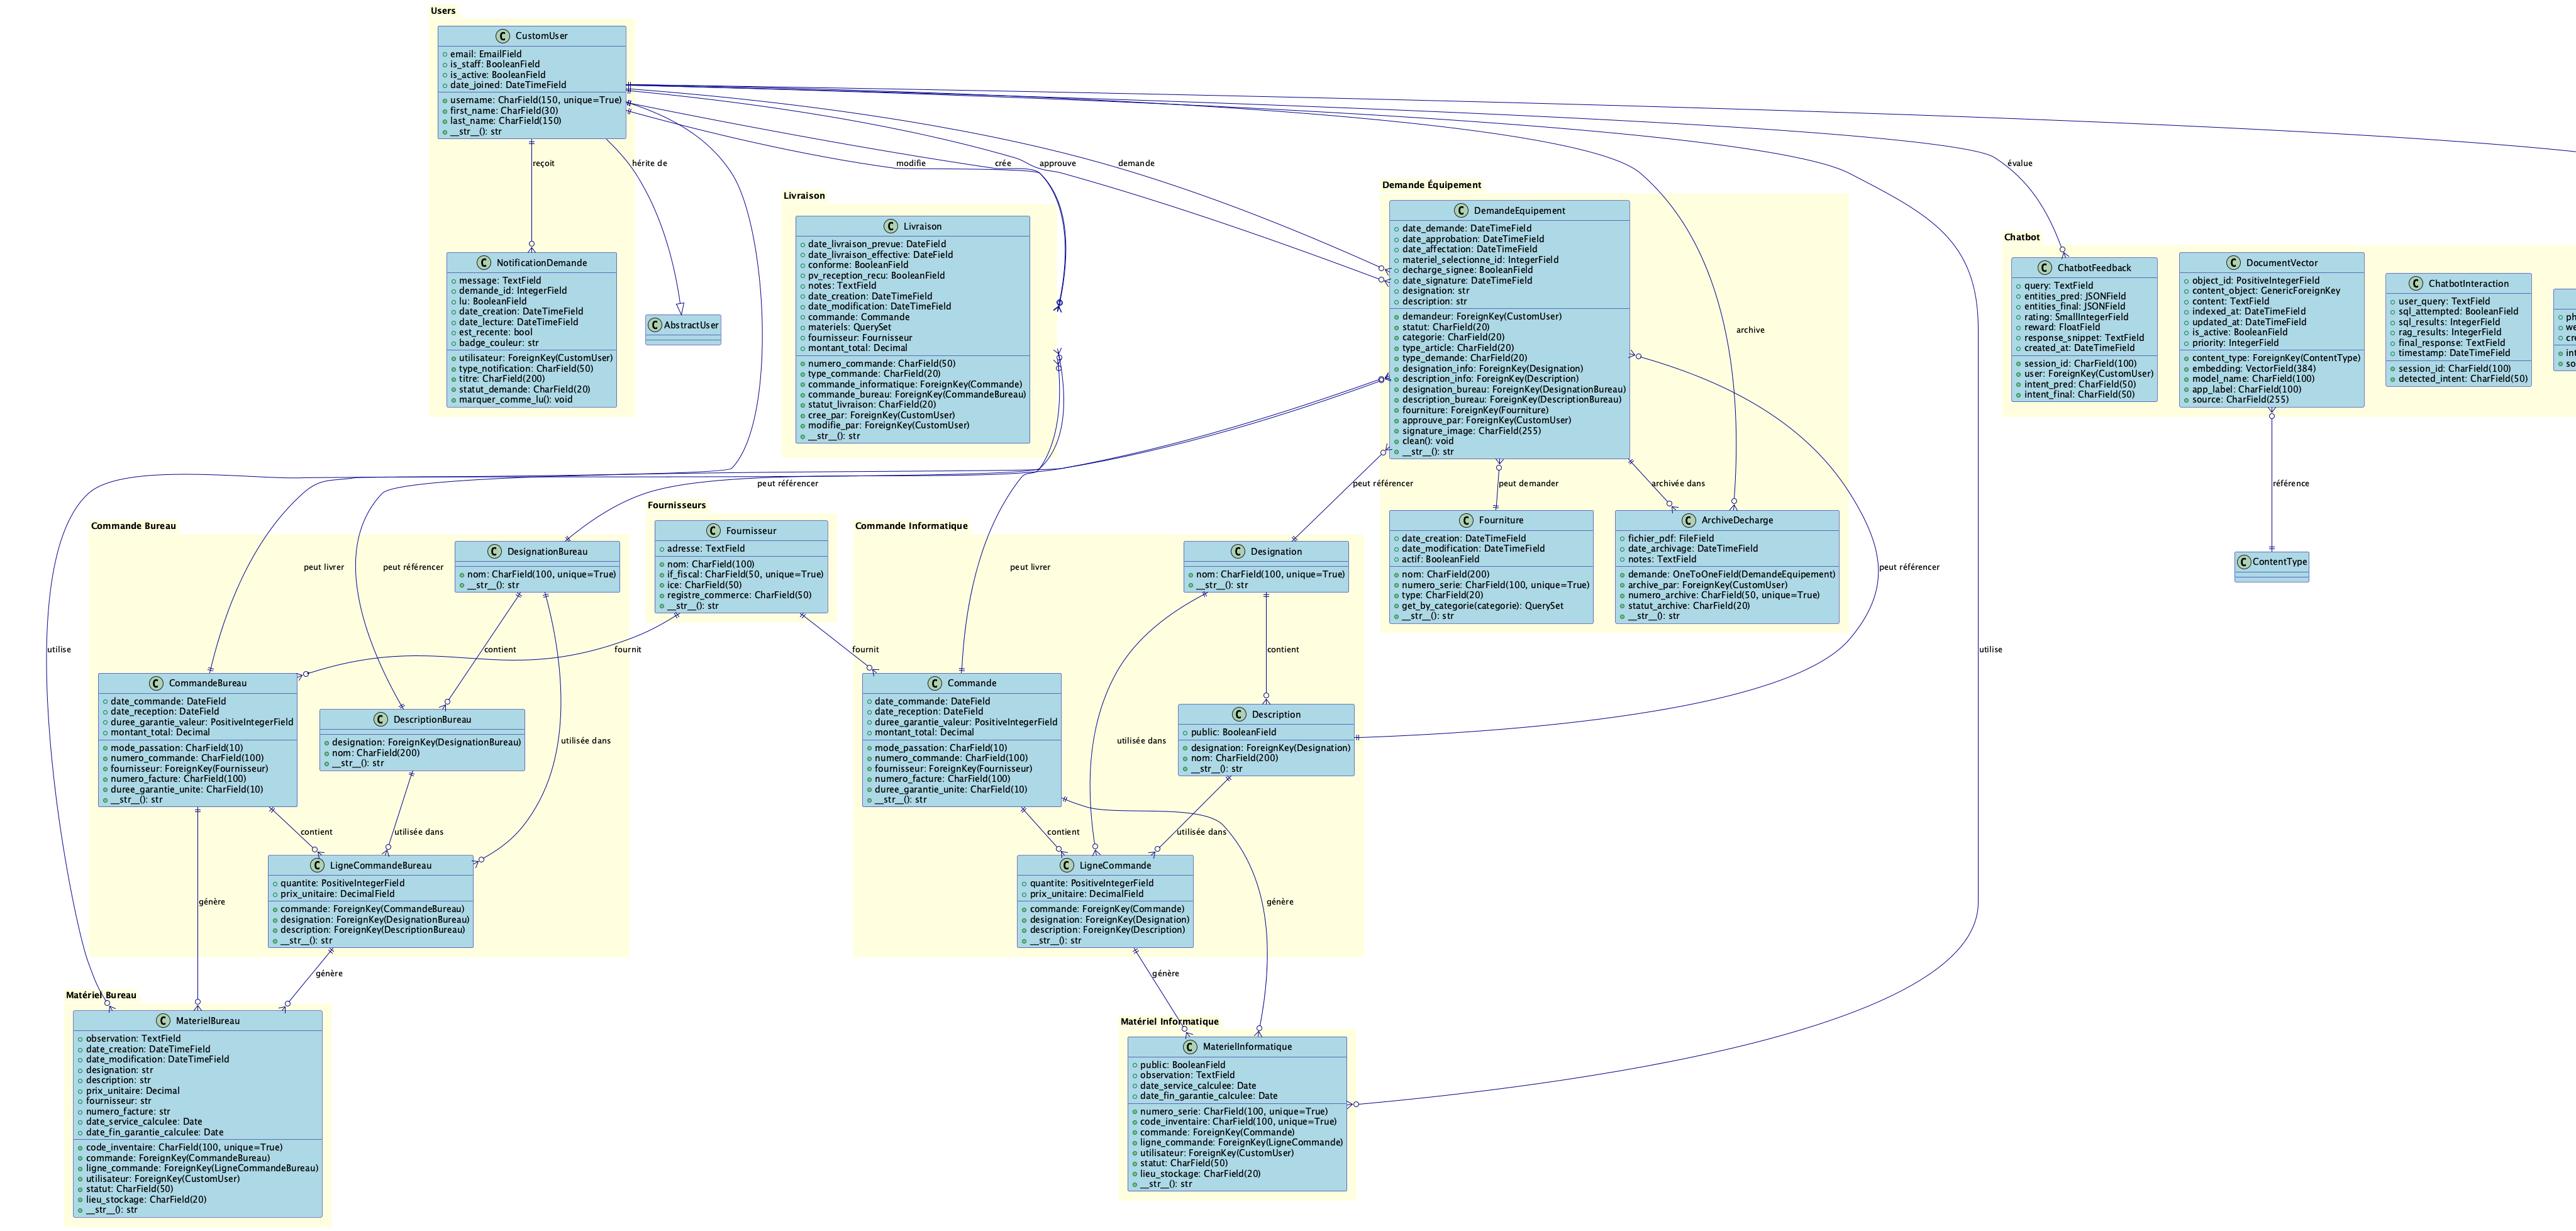 Users
CustomUser
email: EmailField
is_staff: BooleanField
is_active: BooleanField
date_joined: DateTimeField
username: CharField(150, unique=True)
first_name: CharField(30)
last_name: CharField(150)
__str__(): str
reçoit
hérite de
modifie
crée
approuve
demande
archive
utilise
évalue
NotificationDemande
message: TextField
demande_id: IntegerField
lu: BooleanField
date_creation: DateTimeField
date_lecture: DateTimeField
est_recente: bool
badge_couleur: str
utilisateur: ForeignKey(CustomUser)
type_notification: CharField(50)
titre: CharField(200)
statut_demande: CharField(20)
marquer_comme_lu(): void
AbstractUser
Livraison
Livraison
date_livraison_prevue: DateField
date_livraison_effective: DateField
conforme: BooleanField
pv_reception_recu: BooleanField
notes: TextField
date_creation: DateTimeField
date_modification: DateTimeField
commande: Commande
materiels: QuerySet
fournisseur: Fournisseur
montant_total: Decimal
numero_commande: CharField(50)
type_commande: CharField(20)
commande_informatique: ForeignKey(Commande)
commande_bureau: ForeignKey(CommandeBureau)
statut_livraison: CharField(20)
cree_par: ForeignKey(CustomUser)
modifie_par: ForeignKey(CustomUser)
__str__(): str
Demande Équipement
DemandeEquipement
date_demande: DateTimeField
date_approbation: DateTimeField
date_affectation: DateTimeField
materiel_selectionne_id: IntegerField
decharge_signee: BooleanField
date_signature: DateTimeField
designation: str
description: str
demandeur: ForeignKey(CustomUser)
statut: CharField(20)
categorie: CharField(20)
type_article: CharField(20)
type_demande: CharField(20)
designation_info: ForeignKey(Designation)
description_info: ForeignKey(Description)
designation_bureau: ForeignKey(DesignationBureau)
description_bureau: ForeignKey(DescriptionBureau)
fourniture: ForeignKey(Fourniture)
approuve_par: ForeignKey(CustomUser)
signature_image: CharField(255)
clean(): void
__str__(): str
peut référencer
peut référencer
peut demander
archivée dans
Fourniture
date_creation: DateTimeField
date_modification: DateTimeField
actif: BooleanField
nom: CharField(200)
numero_serie: CharField(100, unique=True)
type: CharField(20)
get_by_categorie(categorie): QuerySet
__str__(): str
ArchiveDecharge
fichier_pdf: FileField
date_archivage: DateTimeField
notes: TextField
demande: OneToOneField(DemandeEquipement)
archive_par: ForeignKey(CustomUser)
numero_archive: CharField(50, unique=True)
statut_archive: CharField(20)
__str__(): str
peut référencer
Chatbot
ChatbotFeedback
query: TextField
entities_pred: JSONField
entities_final: JSONField
rating: SmallIntegerField
reward: FloatField
response_snippet: TextField
created_at: DateTimeField
session_id: CharField(100)
user: ForeignKey(CustomUser)
intent_pred: CharField(50)
intent_final: CharField(50)
DocumentVector
object_id: PositiveIntegerField
content_object: GenericForeignKey
content: TextField
indexed_at: DateTimeField
updated_at: DateTimeField
is_active: BooleanField
priority: IntegerField
content_type: ForeignKey(ContentType)
embedding: VectorField(384)
model_name: CharField(100)
app_label: CharField(100)
source: CharField(255)
ChatbotInteraction
user_query: TextField
sql_attempted: BooleanField
sql_results: IntegerField
rag_results: IntegerField
final_response: TextField
timestamp: DateTimeField
session_id: CharField(100)
detected_intent: CharField(50)
ph
we
cre
int
so
référence
ContentType
Commande Bureau
DesignationBureau
nom: CharField(100, unique=True)
__str__(): str
peut livrer
peut référencer
contient
utilisée dans
CommandeBureau
date_commande: DateField
date_reception: DateField
duree_garantie_valeur: PositiveIntegerField
montant_total: Decimal
mode_passation: CharField(10)
numero_commande: CharField(100)
fournisseur: ForeignKey(Fournisseur)
numero_facture: CharField(100)
duree_garantie_unite: CharField(10)
__str__(): str
DescriptionBureau
designation: ForeignKey(DesignationBureau)
nom: CharField(200)
__str__(): str
contient
utilisée dans
LigneCommandeBureau
quantite: PositiveIntegerField
prix_unitaire: DecimalField
commande: ForeignKey(CommandeBureau)
designation: ForeignKey(DesignationBureau)
description: ForeignKey(DescriptionBureau)
__str__(): str
utilise
génère
génère
Fournisseurs
Fournisseur
adresse: TextField
nom: CharField(100)
if_fiscal: CharField(50, unique=True)
ice: CharField(50)
registre_commerce: CharField(50)
__str__(): str
fournit
fournit
Commande Informatique
peut livrer
Designation
nom: CharField(100, unique=True)
__str__(): str
contient
utilisée dans
Commande
date_commande: DateField
date_reception: DateField
duree_garantie_valeur: PositiveIntegerField
montant_total: Decimal
mode_passation: CharField(10)
numero_commande: CharField(100)
fournisseur: ForeignKey(Fournisseur)
numero_facture: CharField(100)
duree_garantie_unite: CharField(10)
__str__(): str
Description
public: BooleanField
designation: ForeignKey(Designation)
nom: CharField(200)
__str__(): str
contient
utilisée dans
LigneCommande
quantite: PositiveIntegerField
prix_unitaire: DecimalField
commande: ForeignKey(Commande)
designation: ForeignKey(Designation)
description: ForeignKey(Description)
__str__(): str
génère
génère
Matériel Bureau
MaterielBureau
observation: TextField
date_creation: DateTimeField
date_modification: DateTimeField
designation: str
description: str
prix_unitaire: Decimal
fournisseur: str
numero_facture: str
date_service_calculee: Date
date_fin_garantie_calculee: Date
code_inventaire: CharField(100, unique=True)
commande: ForeignKey(CommandeBureau)
ligne_commande: ForeignKey(LigneCommandeBureau)
utilisateur: ForeignKey(CustomUser)
statut: CharField(50)
lieu_stockage: CharField(20)
__str__(): str
Matériel Informatique
MaterielInformatique
public: BooleanField
observation: TextField
date_service_calculee: Date
date_fin_garantie_calculee: Date
numero_serie: CharField(100, unique=True)
code_inventaire: CharField(100, unique=True)
commande: ForeignKey(Commande)
ligne_commande: ForeignKey(LigneCommande)
utilisateur: ForeignKey(CustomUser)
statut: CharField(50)
lieu_stockage: CharField(20)
__str__(): str